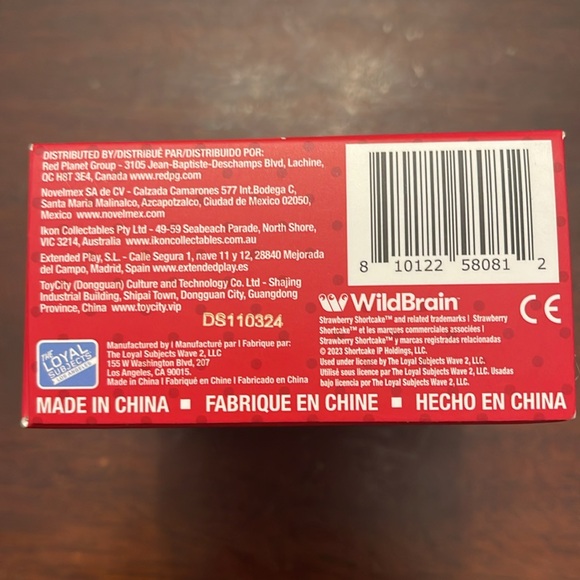 DISTRIBUTED BY/DISTRIBUÉ PAR/DISTRIBUIDO POR:
Red Planet Group - 3105 Jean-Baptiste-Deschamps Blvd, Lachine,
QC H8T 3E4, Canada www.redpg.com
Novelmex SA de CV - Calzada Camarones 577 Int.Bodega C,
Santa Maria Malinalco, Azcapotzalco, Ciudad de Mexico 02050,
Mexico www.novelmex.com
Ikon Collectables Pty Ltd - 49-59 Seabeach Parade, North Shore,
VIC 3214, Australia www.ikoncollectables.com.au
Extended Play, S.L. - Calle Segura 1, nave 11 y 12, 28840 Mejorada
del Campo, Madrid, Spain www.extendedplay.es
ToyCity (Dongguan) Culture and Technology Co. Ltd - Shajing
Industrial Building, Shipai Town, Dongguan City, Guangdong
Province, China www.toycity.vip
DS110324
8 10122 58081 2
WildBrain
CE
Strawberry Shortcake™ and related trademarks | Strawberry
Shortcake™ et les marques commerciales associées |
Strawberry Shortcake™ y marcas registradas relacionadas
© 2023 Shortcake IP Holdings, LLC.
Used under license by The Loyal Subjects Wave 2, LLC.
Utilisé sous licence par The Loyal Subjects Wave 2, LLC. Usadas
bajo licencia por The Loyal Subjects Wave 2, LLC.
THE
LOYAL
SUBJECTS
LOS ANGELES
Manufactured by | Manufacturé par | Fabrique par:
The Loyal Subjects Wave 2, LLC
155 W Washington Blvd, 207
Los Angeles, CA 90015.
Made in China | Fabriqué en Chine | Fabricado en China
MADE IN CHINA ■ FABRIQUE EN CHINE ■ HECHO EN CHINA